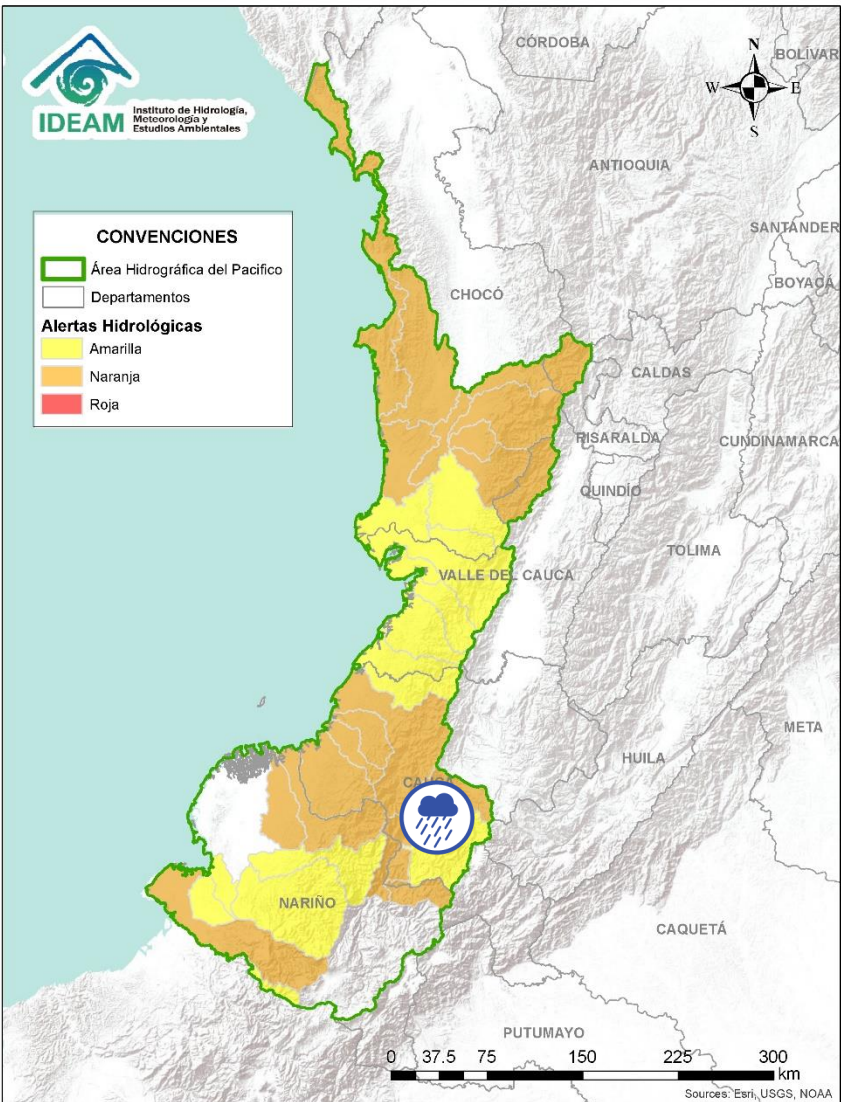 IDEAM
Instituto de Hidrología,
Meteorología y
Estudios Ambientales
CÓRDOBA
BOLIVAR
N
W
E
S
ANTIOQUIA
SANTANDER
BOYACÁ
CONVENCIONES
Área Hidrográfica del Pacifico
Departamentos
Alertas Hidrológicas
Amarilla
Naranja
Roja
CHOCÓ
CALDAS
RISARALDA
CUNDINAMARCA
QUINDÍO
TOLIMA
VALLE DEL CAUCA
META
HUILA
CAUCA
NARIÑO
CAQUETÁ
PUTUMAYO
0 37.5 75 150 225 300
km
Sources: Esri, USGS, NOAA